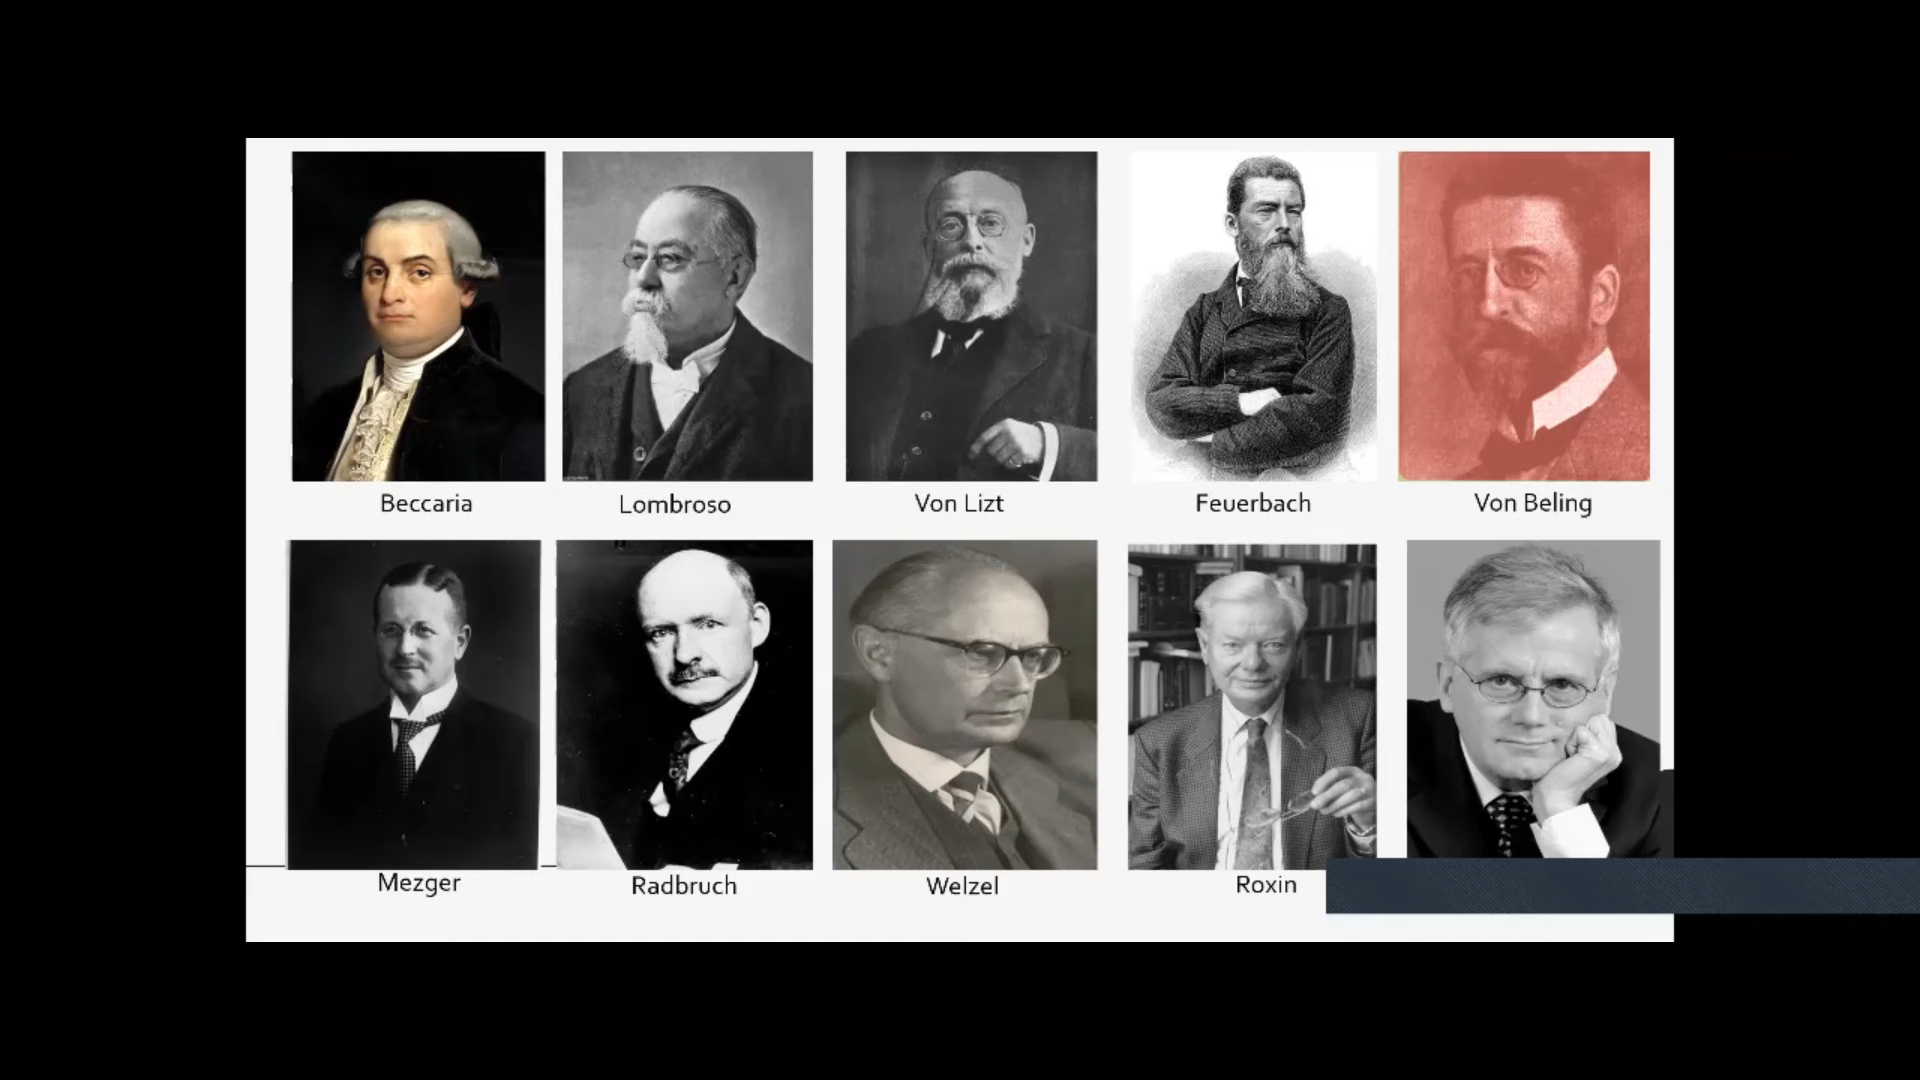 Beccaria
Lombroso
Von Lizt
Feuerbach
Von Beling
Mezger
Radbruch
Welzel
Roxin